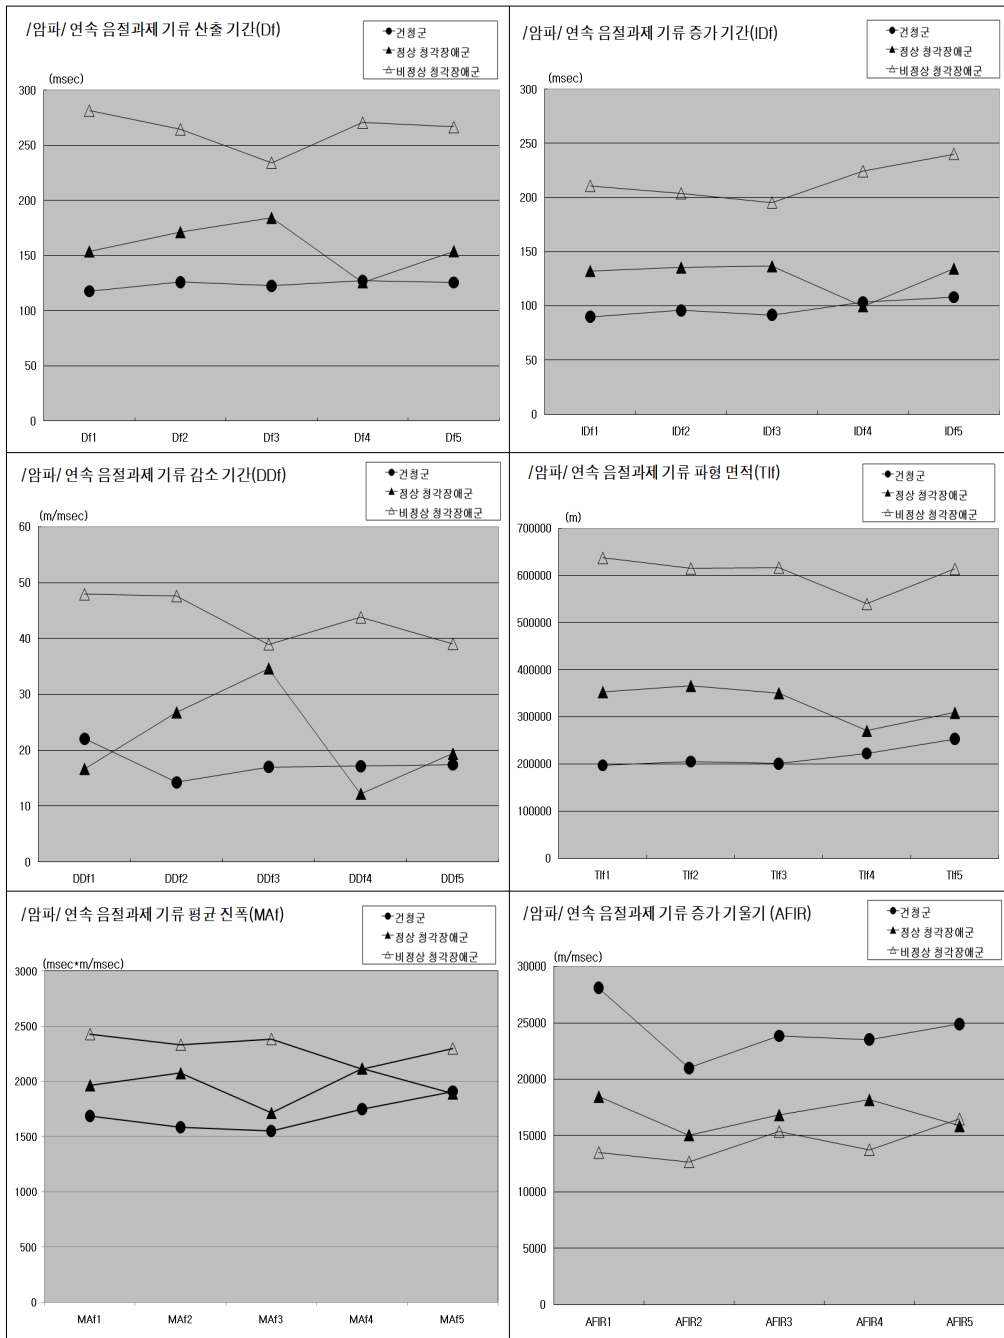 /암파/ 연속 음절과제 기류 산출 기간(Df)
건청군
정상 청각장애군
비정상 청각장애군
(msec)
300
250
200
150
100
50
0
Df1 Df2 Df3 Df4 Df5
/암파/ 연속 음절과제 기류 증가 기간(IDf)
건청군
정상 청각장애군
비정상 청각장애군
(msec)
300
250
200
150
100
50
0
IDf1 IDf2 IDf3 IDf4 IDf5
/암파/ 연속 음절과제 기류 감소 기간(DDf)
건청군
정상 청각장애군
비정상 청각장애군
(m/msec)
60
50
40
30
20
10
0
DDf1 DDf2 DDf3 DDf4 DDf5
/암파/ 연속 음절과제 기류 파형 면적(TIf)
건청군
정상 청각장애군
비정상 청각장애군
(m)
700000
600000
500000
400000
300000
200000
100000
0
TIf1 TIf2 TIf3 TIf4 TIf5
/암파/ 연속 음절과제 기류 평균 진폭(MAf)
건청군
정상 청각장애군
비정상 청각장애군
(msec*m/msec)
3000
2500
2000
1500
1000
500
0
MAf1 MAf2 MAf3 MAf4 MAf5
/암파/ 연속 음절과제 기류 증가 기울기 (AFIR)
건청군
정상 청각장애군
비정상 청각장애군
(m/msec)
30000
25000
20000
15000
10000
5000
0
AFIR1 AFIR2 AFIR3 AFIR4 AFIR5